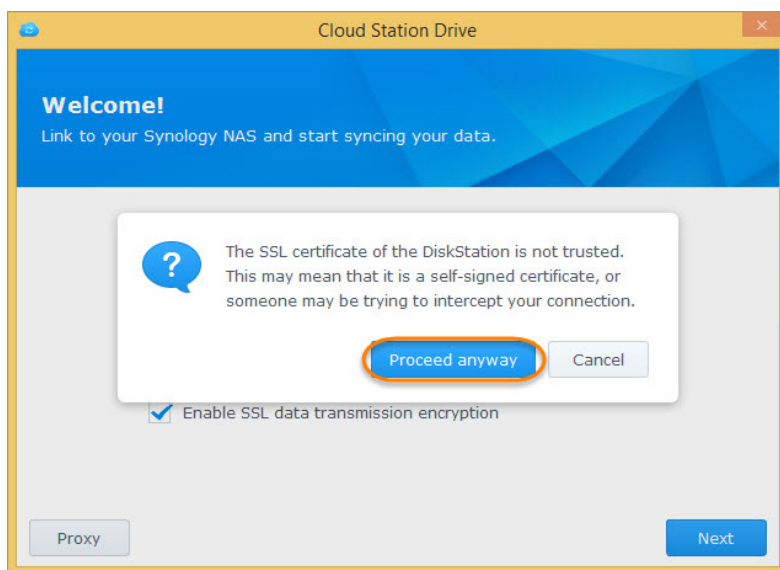 Cloud Station Drive
Welcome!
Link to your Synology NAS and start syncing your data.
?
The SSL certificate of the DiskStation is not trusted.
This may mean that it is a self-signed certificate, or
someone may be trying to intercept your connection.
Proceed anyway
Cancel
Enable SSL data transmission encryption
Proxy
Next